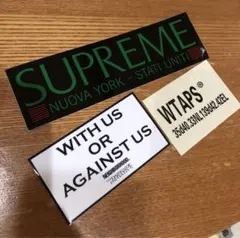 SUPREME
NUOVA YORK - STATI UNITI
WITH US
OR
AGAINST US
WTAPS®